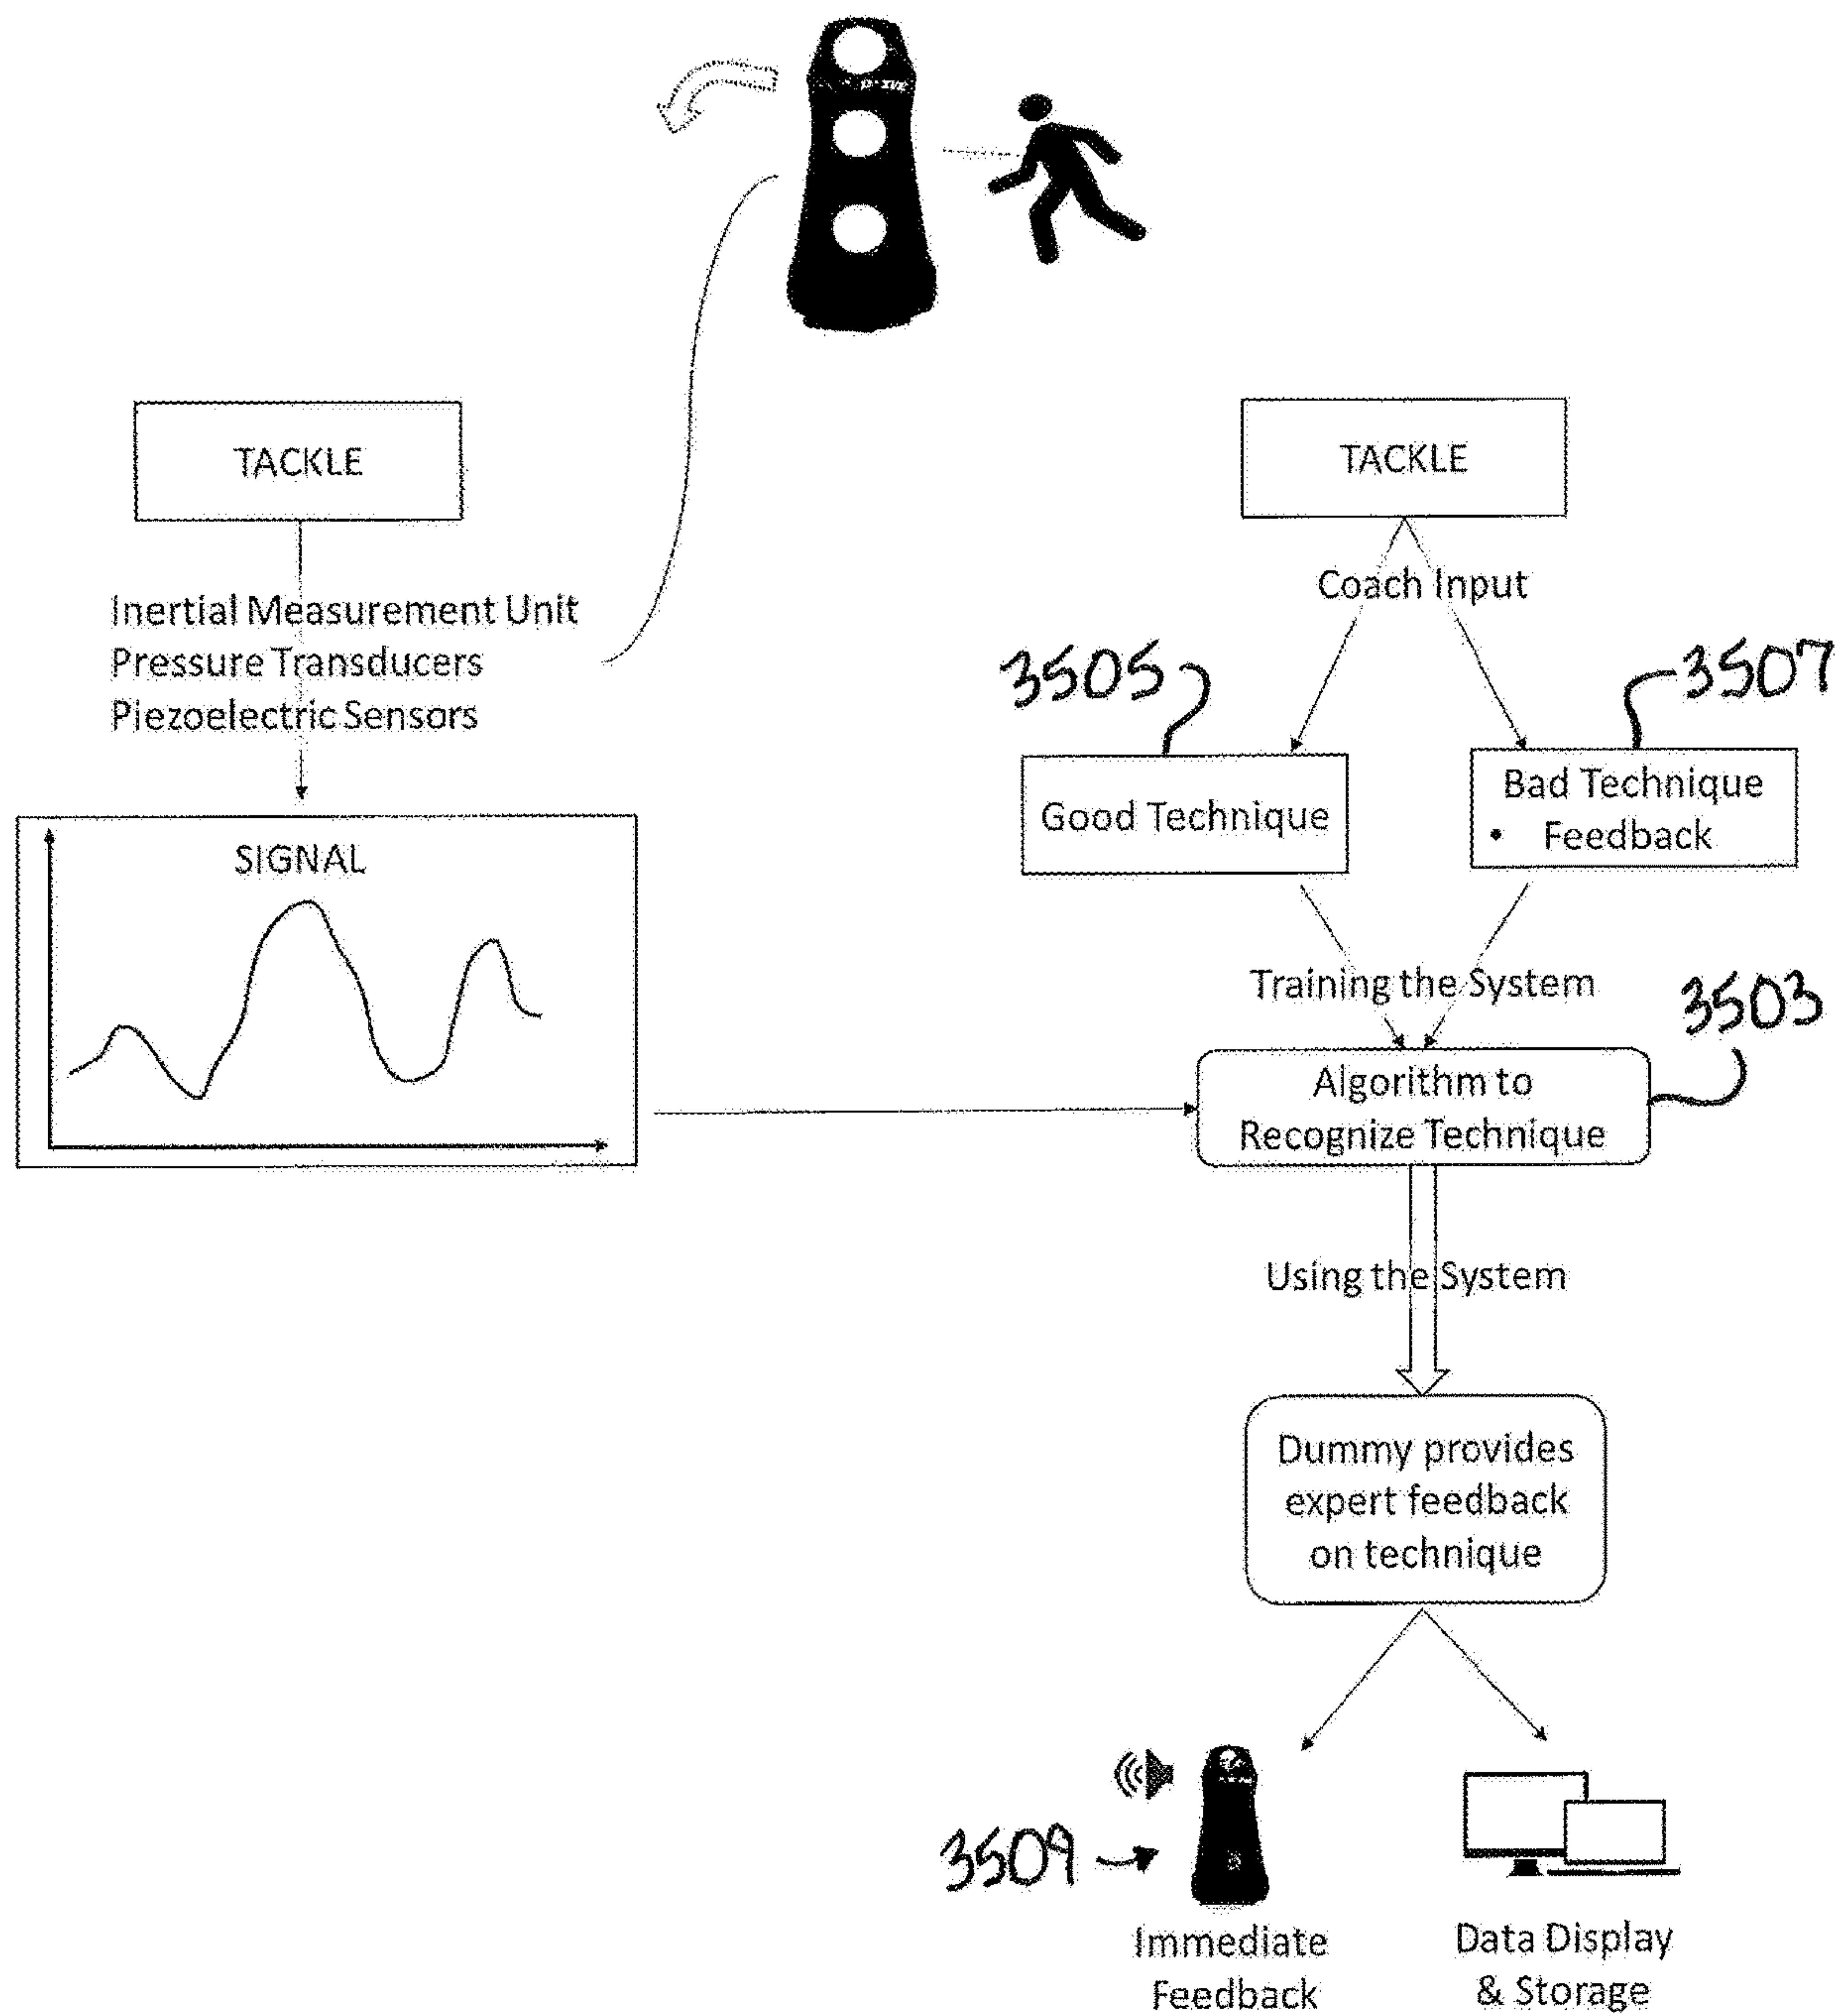 TACKLE
Inertial Measurement Unit
Pressure Transducers
Piezoelectric Sensors
SIGNAL
TACKLE
Coach Input
3505
3507
Good Technique
Bad Technique
• Feedback
Training the System
3503
Algorithm to
Recognize Technique
Using the System
Dummy provides
expert feedback
on technique
3509
Immediate
Feedback
Data Display
& Storage